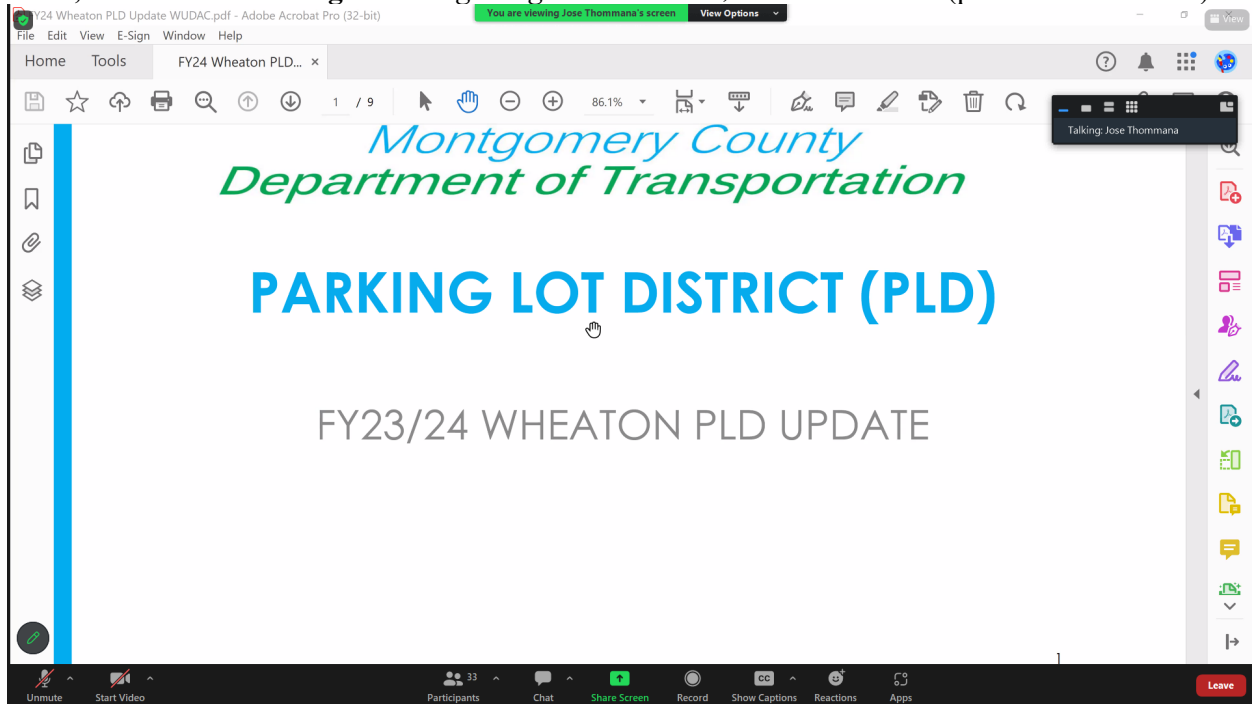 FY24 Wheaton PLD Update WUDAC.pdf - Adobe Acrobat Pro (32-bit)
You are viewing Jose Thommana's screen View Options
View
File Edit View E-Sign Window Help
Home Tools FY24 Wheaton PLD... ×
1 / 9 86.1%
Talking: Jose Thommana
Montgomery County
Department of Transportation
PARKING LOT DISTRICT (PLD)
FY23/24 WHEATON PLD UPDATE
1
Unmute Start Video Participants 33 Chat Share Screen Record CC Show Captions Reactions Apps Leave